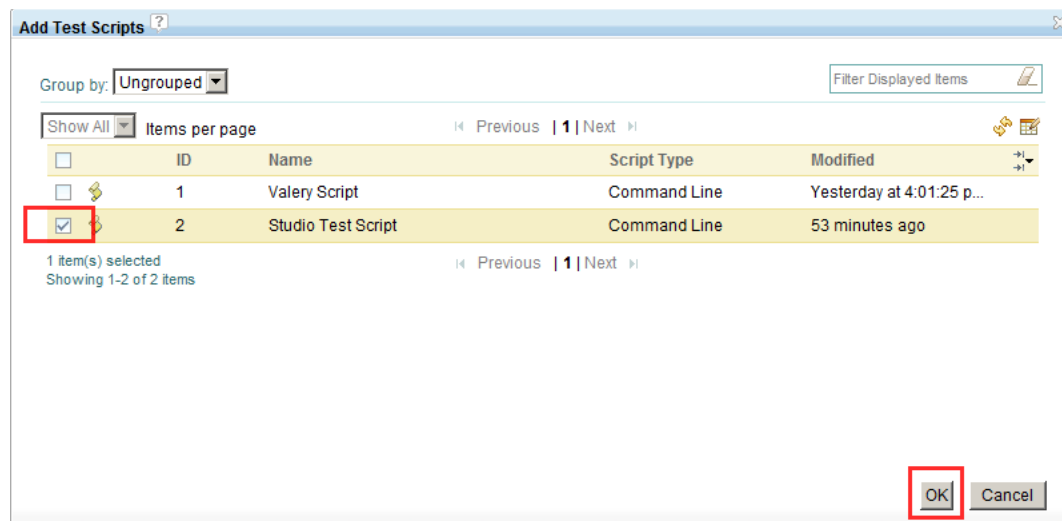 Add Test Scripts ?
Group by: Ungrouped
Filter Displayed Items
Show All Items per page Previous | 1 | Next
ID Name Script Type Modified
1 Valery Script Command Line Yesterday at 4:01:25 p...
2 Studio Test Script Command Line 53 minutes ago
1 item(s) selected Previous | 1 | Next
Showing 1-2 of 2 items
OK Cancel